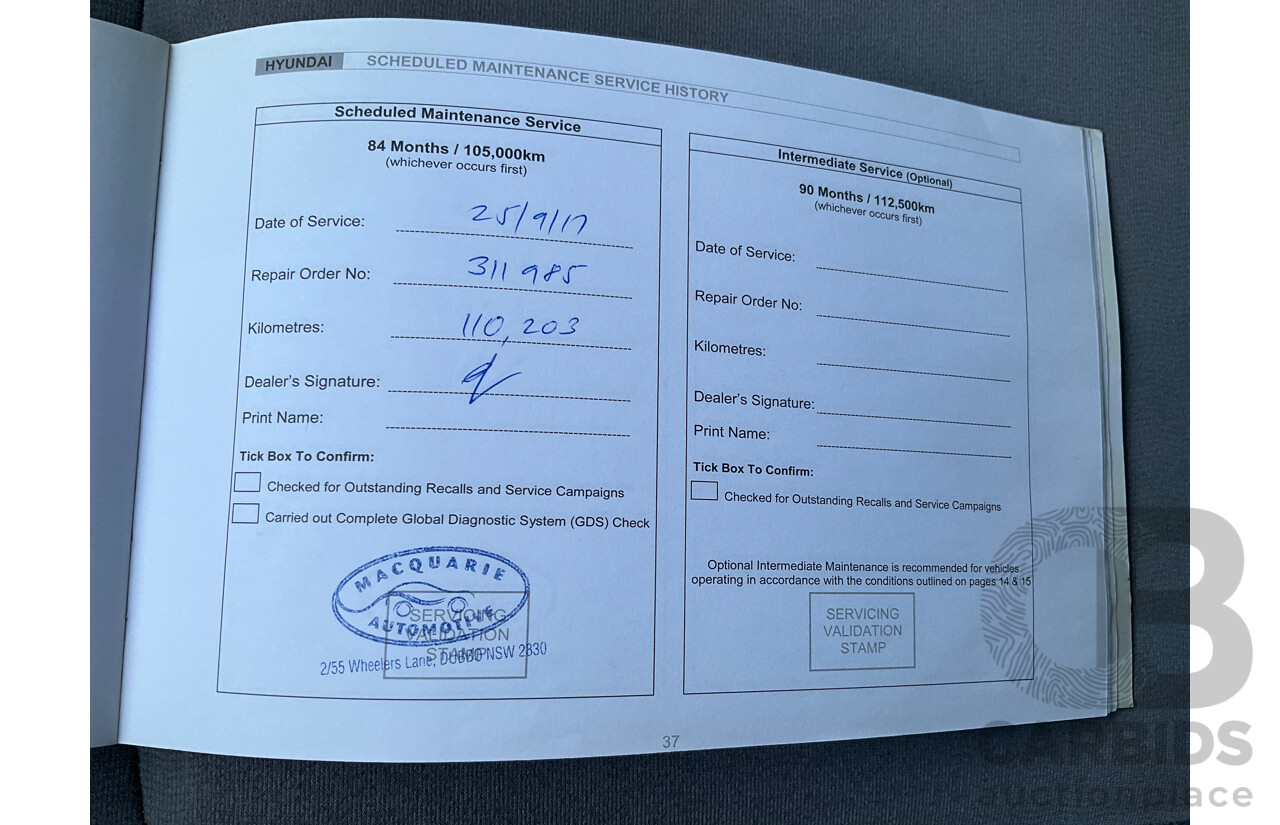 HYUNDAI SCHEDULED MAINTENANCE SERVICE HISTORY
Scheduled Maintenance Service
84 Months / 105,000km
(whichever occurs first)
Date of Service: 25/9/17
Repair Order No: 311985
Kilometres: 110,203
Dealer's Signature:
Print Name:
Tick Box To Confirm:
Checked for Outstanding Recalls and Service Campaigns
Carried out Complete Global Diagnostic System (GDS) Check
MACQUARIE
AUTOMOTIVE
2/55 Wheelers Lane, DUBBO NSW 2830
SERVICING
VALIDATION
STAMP
Intermediate Service (Optional)
90 Months / 112,500km
(whichever occurs first)
Date of Service:
Repair Order No:
Kilometres:
Dealer's Signature:
Print Name:
Tick Box To Confirm:
Checked for Outstanding Recalls and Service Campaigns
Optional Intermediate Maintenance is recommended for vehicles
operating in accordance with the conditions outlined on pages 14 & 15
SERVICING
VALIDATION
STAMP
37
CARBIDS
auctionplace